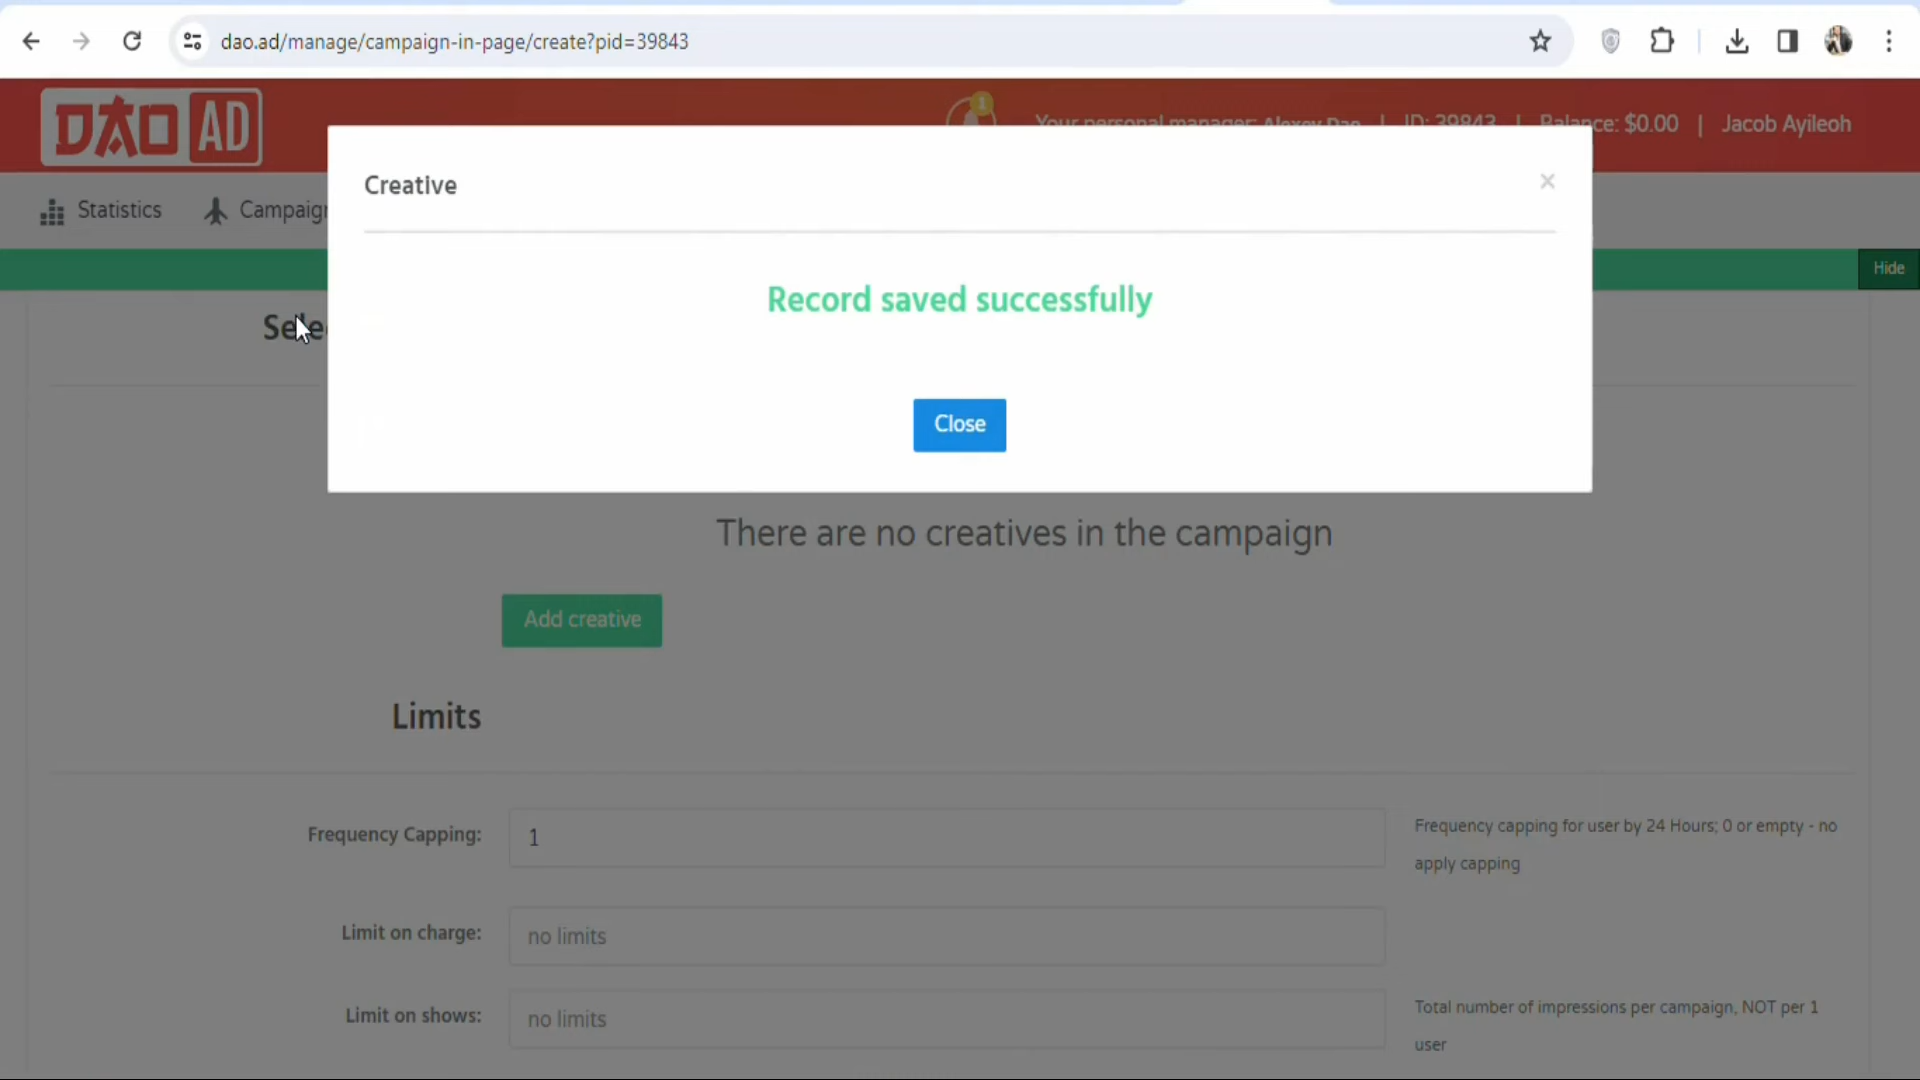 dao.ad/manage/campaign-in-page/create?pid=39843
DAO AD
1
Your personal manager: Alexey Dao | ID: 39843 | Balance: $0.00 | Jacob Ayileoh
Creative
×
Statistics
Campaign
Hide
Record saved successfully
Sele
Close
There are no creatives in the campaign
Add creative
Limits
Frequency Capping:
1
Frequency capping for user by 24 Hours; 0 or empty - no
apply capping
Limit on charge:
no limits
Limit on shows:
no limits
Total number of impressions per campaign, NOT per 1
user